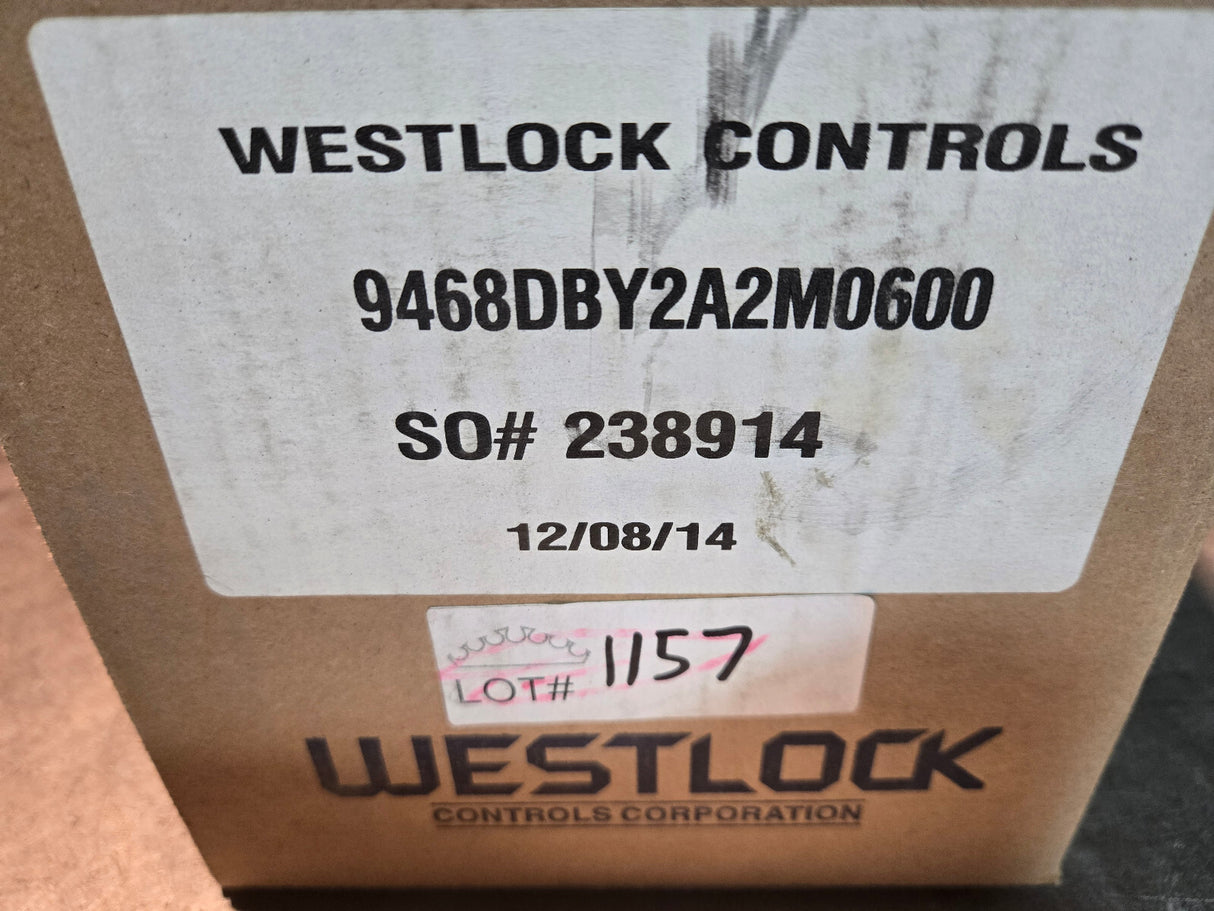 WESTLOCK CONTROLS
9468DBY2A2M0600
SO# 238914
12/08/14
LOT# 1157
WESTLOCK
CONTROLS CORPORATION